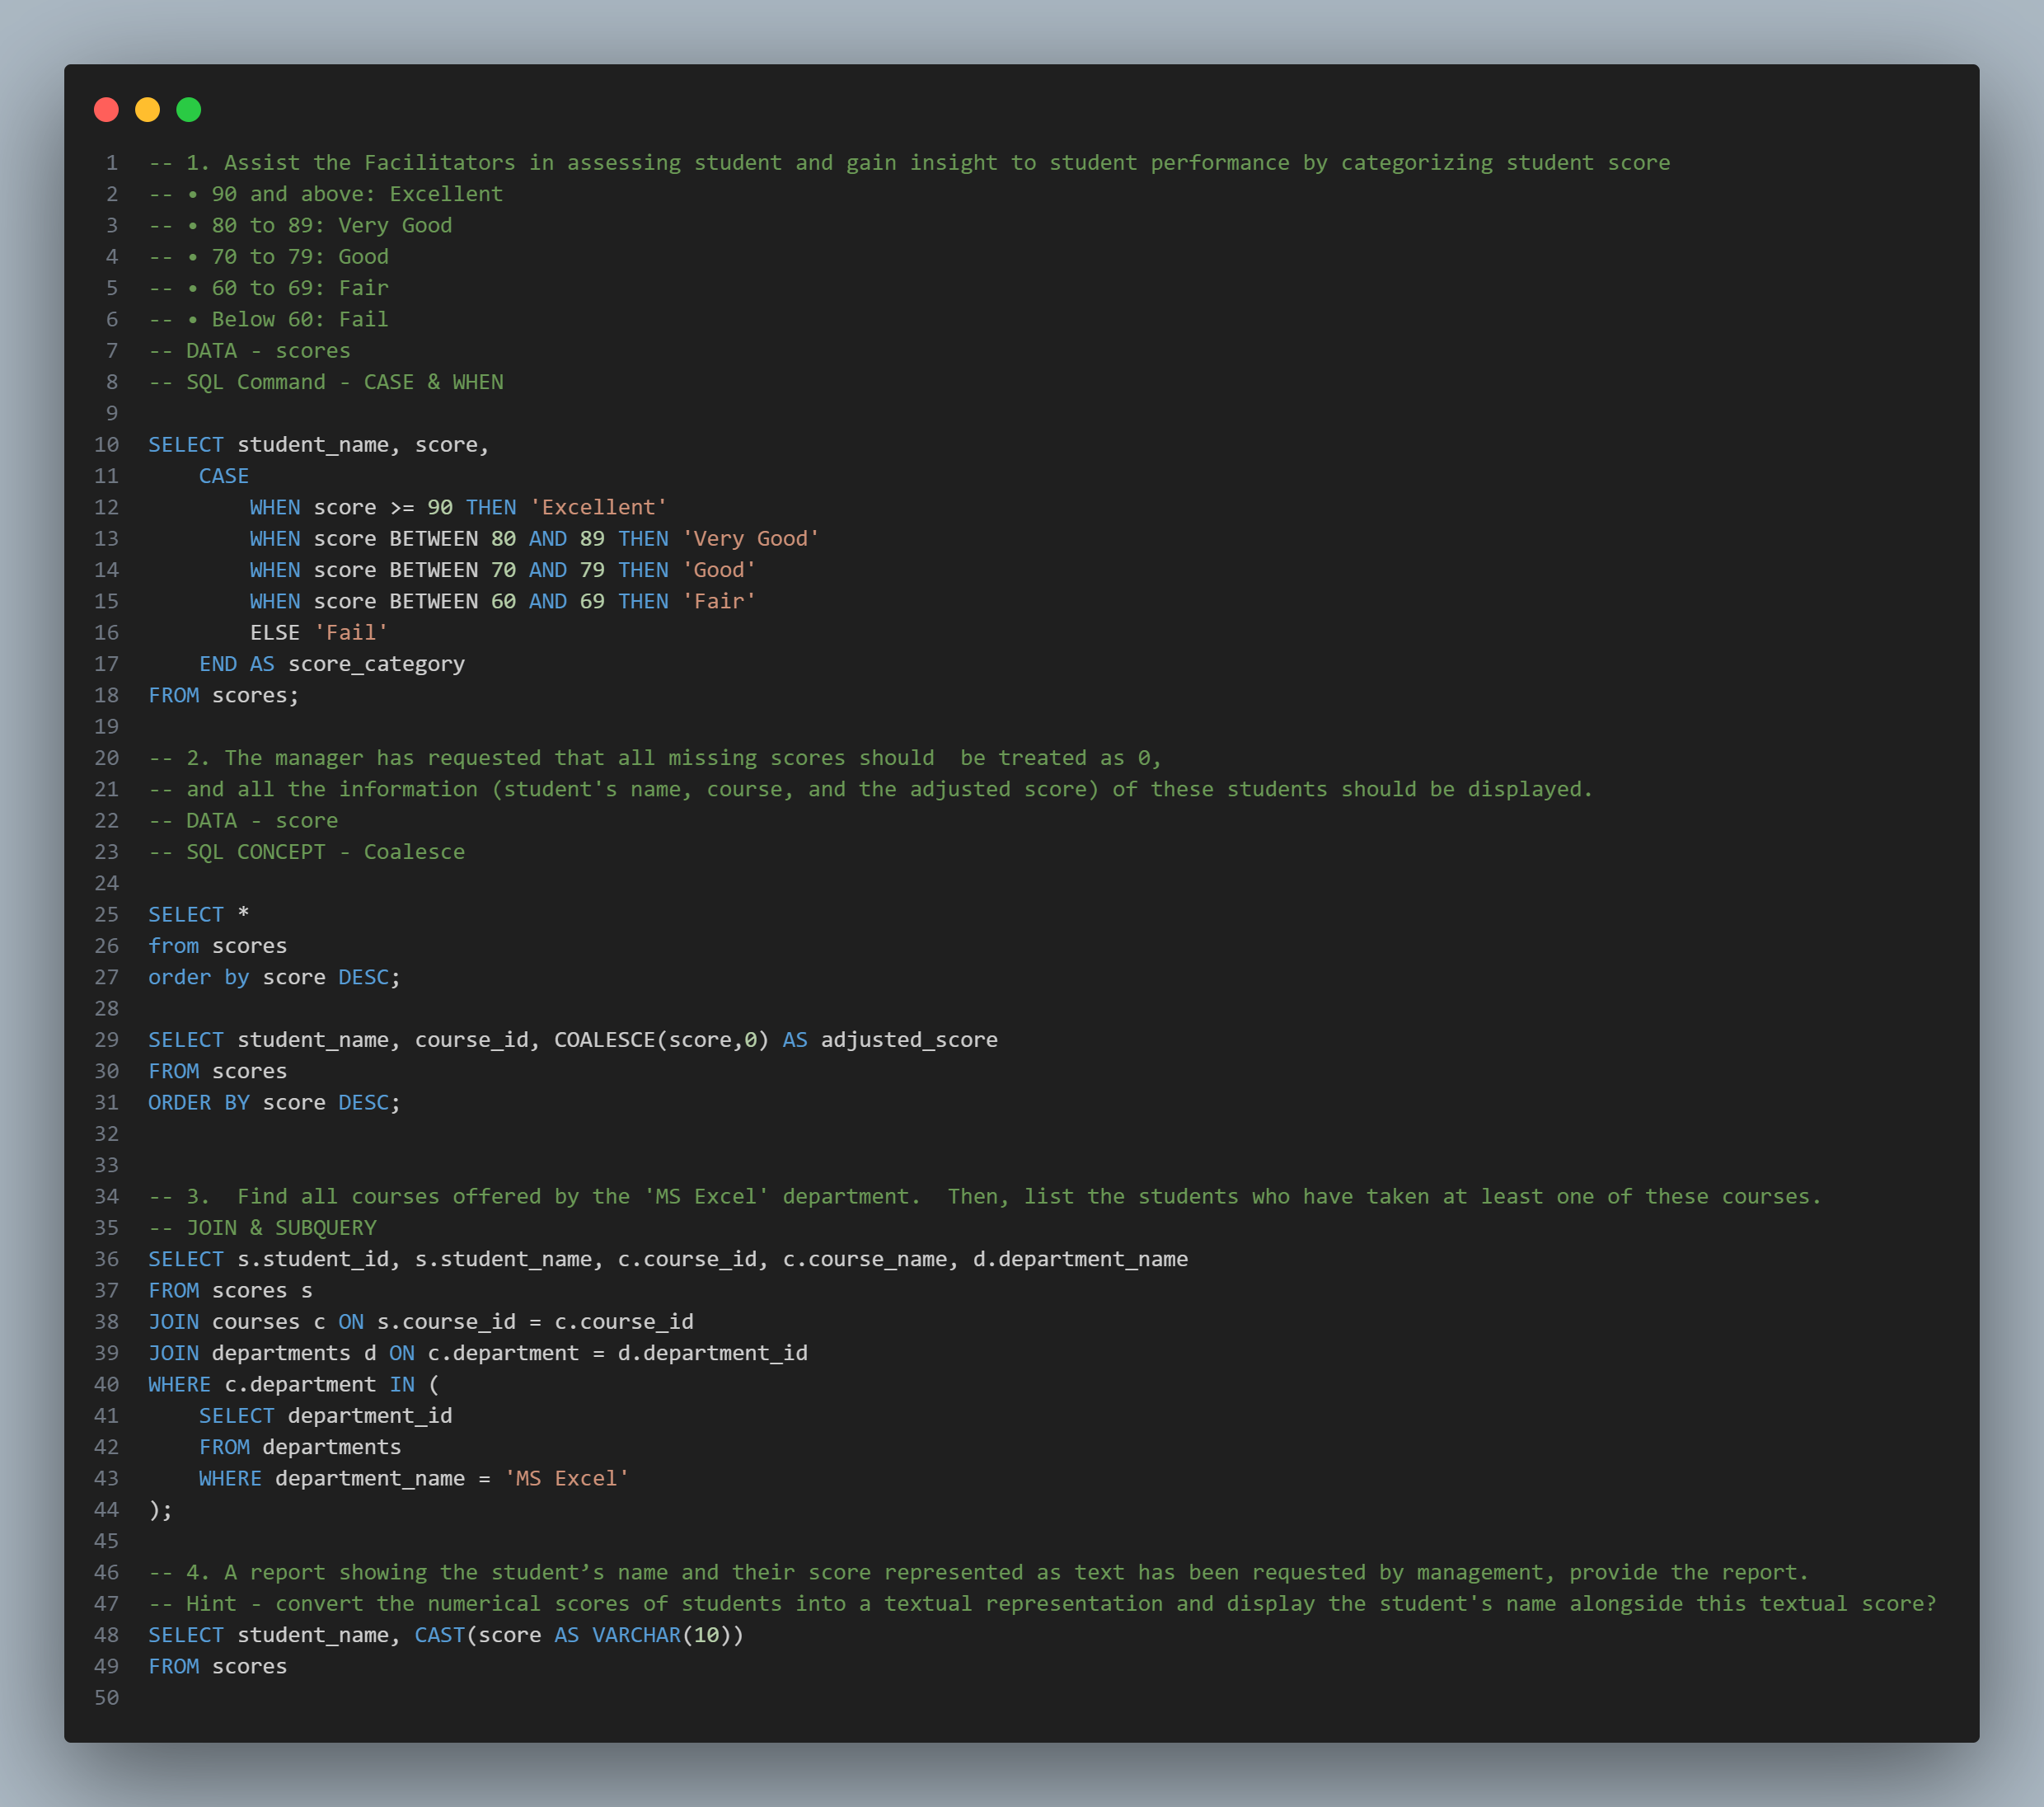 1 -- 1. Assist the Facilitators in assessing student and gain insight to student performance by categorizing student score
2 -- • 90 and above: Excellent
3 -- • 80 to 89: Very Good
4 -- • 70 to 79: Good
5 -- • 60 to 69: Fair
6 -- • Below 60: Fail
7 -- DATA - scores
8 -- SQL Command - CASE & WHEN
9
10 SELECT student_name, score,
11     CASE
12         WHEN score >= 90 THEN 'Excellent'
13         WHEN score BETWEEN 80 AND 89 THEN 'Very Good'
14         WHEN score BETWEEN 70 AND 79 THEN 'Good'
15         WHEN score BETWEEN 60 AND 69 THEN 'Fair'
16         ELSE 'Fail'
17     END AS score_category
18 FROM scores;
19
20 -- 2. The manager has requested that all missing scores should  be treated as 0,
21 -- and all the information (student's name, course, and the adjusted score) of these students should be displayed.
22 -- DATA - score
23 -- SQL CONCEPT - Coalesce
24
25 SELECT *
26 from scores
27 order by score DESC;
28
29 SELECT student_name, course_id, COALESCE(score,0) AS adjusted_score
30 FROM scores
31 ORDER BY score DESC;
32
33
34 -- 3.  Find all courses offered by the 'MS Excel' department.  Then, list the students who have taken at least one of these courses.
35 -- JOIN & SUBQUERY
36 SELECT s.student_id, s.student_name, c.course_id, c.course_name, d.department_name
37 FROM scores s
38 JOIN courses c ON s.course_id = c.course_id
39 JOIN departments d ON c.department = d.department_id
40 WHERE c.department IN (
41     SELECT department_id
42     FROM departments
43     WHERE department_name = 'MS Excel'
44 );
45
46 -- 4. A report showing the student’s name and their score represented as text has been requested by management, provide the report.
47 -- Hint - convert the numerical scores of students into a textual representation and display the student's name alongside this textual score?
48 SELECT student_name, CAST(score AS VARCHAR(10))
49 FROM scores
50